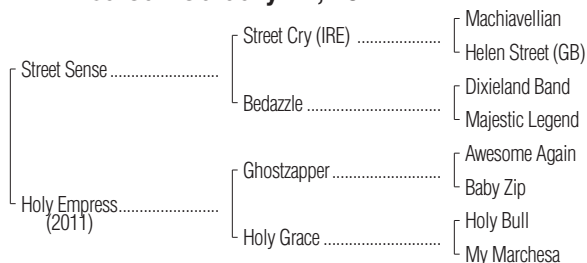 Machiavellian
Street Cry (IRE) ..........................
Helen Street (GB)
Street Sense ..................................
Dixieland Band
Bedazzle ..........................................
Majestic Legend
Awesome Again
Ghostzapper ..................................
Baby Zip
Holy Empress...............................
(2011)
Holy Bull
Holy Grace .....................................
My Marchesa